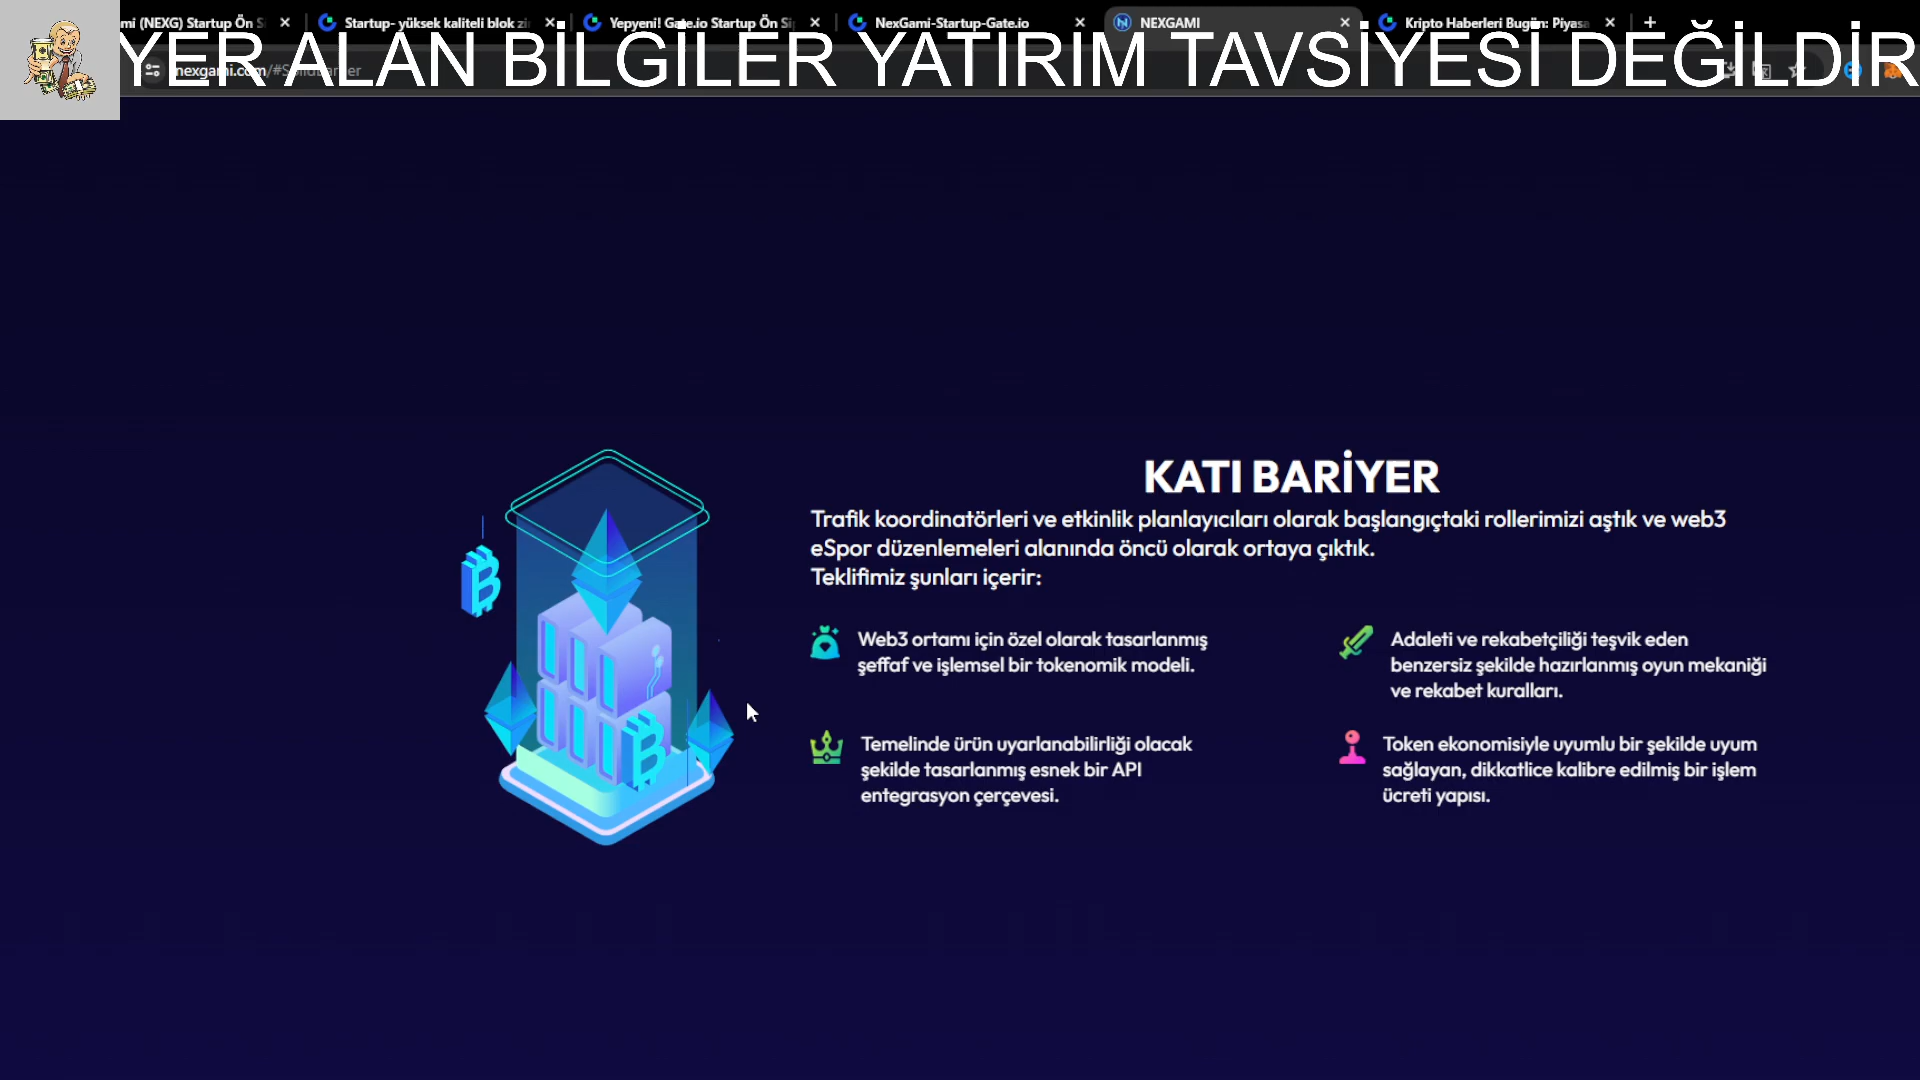 mi (NEXG) Startup Ön S
Startup- yüksek kaliteli blok zi
Yepyeni! Gate.io Startup Ön Si
NexGami-Startup-Gate.io
NEXGAMI
Kripto Haberleri Bugün: Piyasa
YER ALAN BİLGİLER YATIRIM TAVSİYESİ DEĞİLDİR
nexgami.com/#SolidBarrier
KATI BARİYER
Trafik koordinatörleri ve etkinlik planlayıcıları olarak başlangıçtaki rollerimizi aştık ve web3
eSpor düzenlemeleri alanında öncü olarak ortaya çıktık.
Teklifimiz şunları içerir:
Web3 ortamı için özel olarak tasarlanmış
şeffaf ve işlemsel bir tokenomik modeli.
Adaleti ve rekabetçiliği teşvik eden
benzersiz şekilde hazırlanmış oyun mekaniği
ve rekabet kuralları.
Temelinde ürün uyarlanabilirliği olacak
şekilde tasarlanmış esnek bir API
entegrasyon çerçevesi.
Token ekonomisiyle uyumlu bir şekilde uyum
sağlayan, dikkatlice kalibre edilmiş bir işlem
ücreti yapısı.